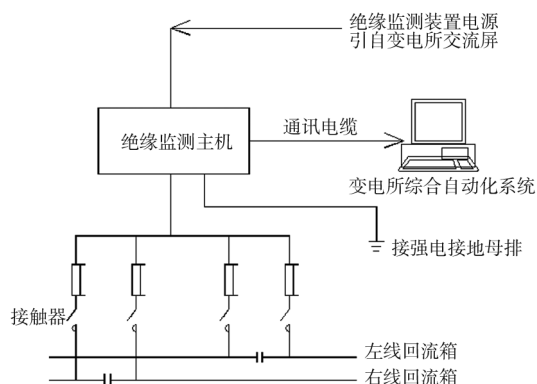 绝缘监测装置电源
引自变电所交流屏
绝缘监测主机
通讯电缆
变电所综合自动化系统
接强电接地母排
接触器
左线回流箱
右线回流箱